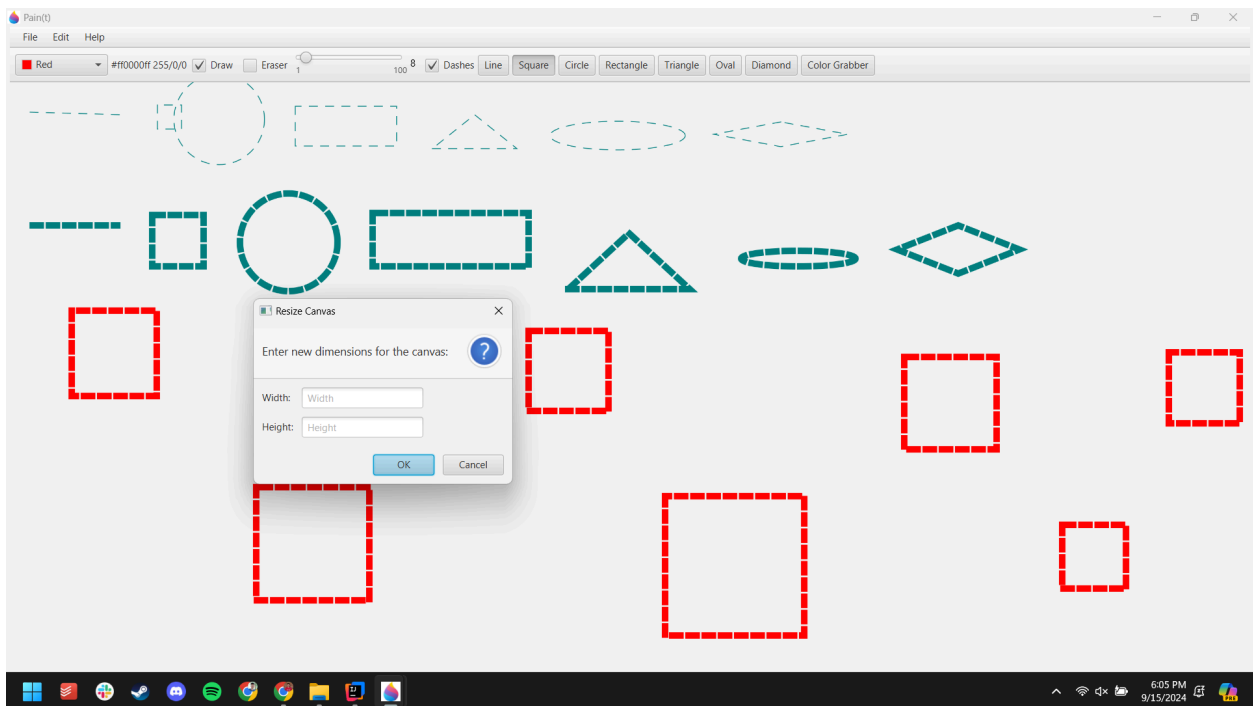 Pain(t)
File Edit Help
Red #ff0000ff 255/0/0 Draw Eraser 1 100 8 Dashes Line Square Circle Rectangle Triangle Oval Diamond Color Grabber
Resize Canvas
Enter new dimensions for the canvas:
?
Width: Width
Height: Height
OK Cancel
6:05 PM
9/15/2024
PRE